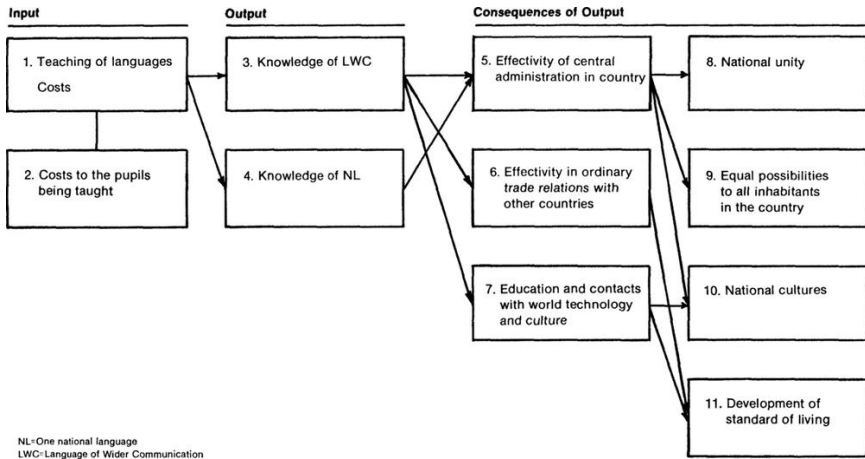 Input
Output
Consequences of Output
1. Teaching of languages
Costs
3. Knowledge of LWC
5. Effectivity of central
administration in country
8. National unity
2. Costs to the pupils
being taught
4. Knowledge of NL
6. Effectivity in ordinary
trade relations with
other countries
9. Equal possibilities
to all inhabitants
in the country
7. Education and contacts
with world technology
and culture
10. National cultures
11. Development of
standard of living
NL=One national language
LWC=Language of Wider Communication